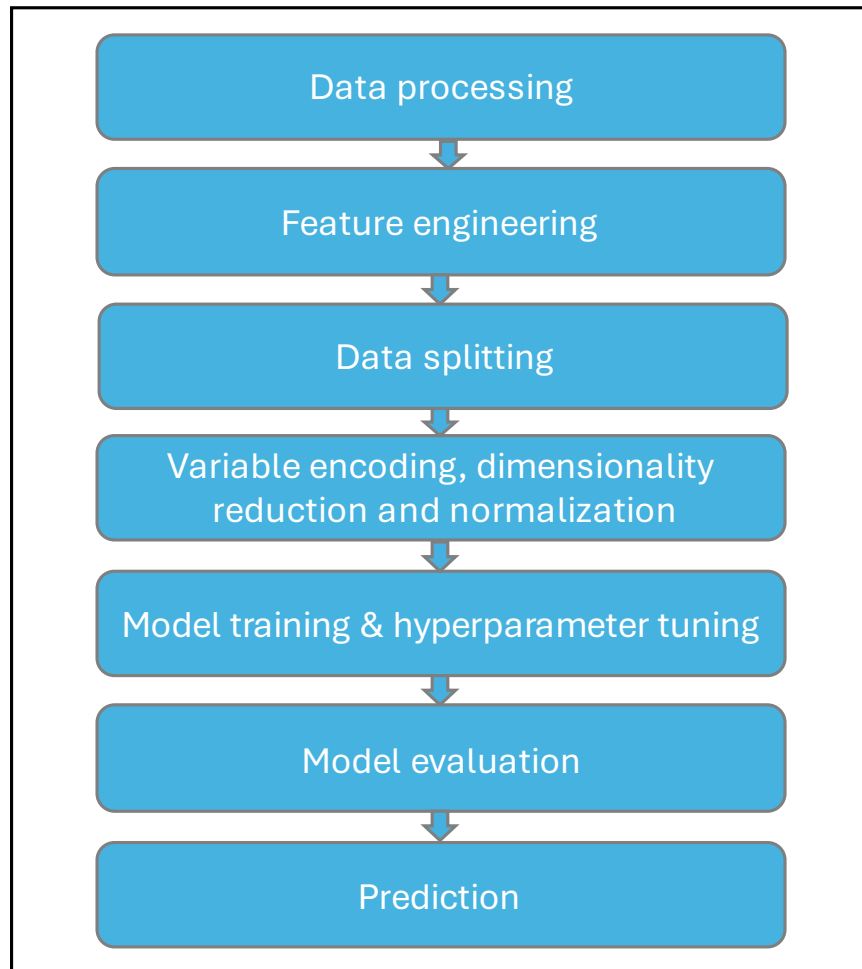 Data processing
Feature engineering
Data splitting
Variable encoding, dimensionality
reduction and normalization
Model training & hyperparameter tuning
Model evaluation
Prediction